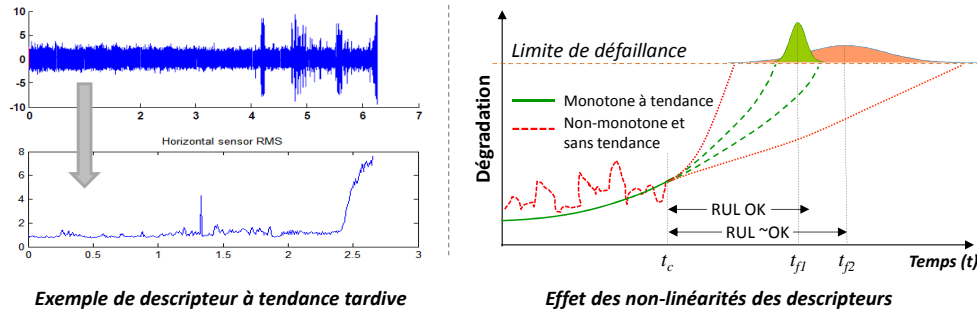 10
5
0
-5
-10
0 1 2 3 4 5 6 7
Horizontal sensor RMS
8
6
4
2
0
0 0.5 1 1.5 2 2.5 3
Exemple de descripteur à tendance tardive
Limite de défaillance
Dégradation
Monotone à tendance
Non-monotone et
sans tendance
RUL OK
RUL ~OK
tc tf1 tf2 Temps (t)
Effet des non-linéarités des descripteurs